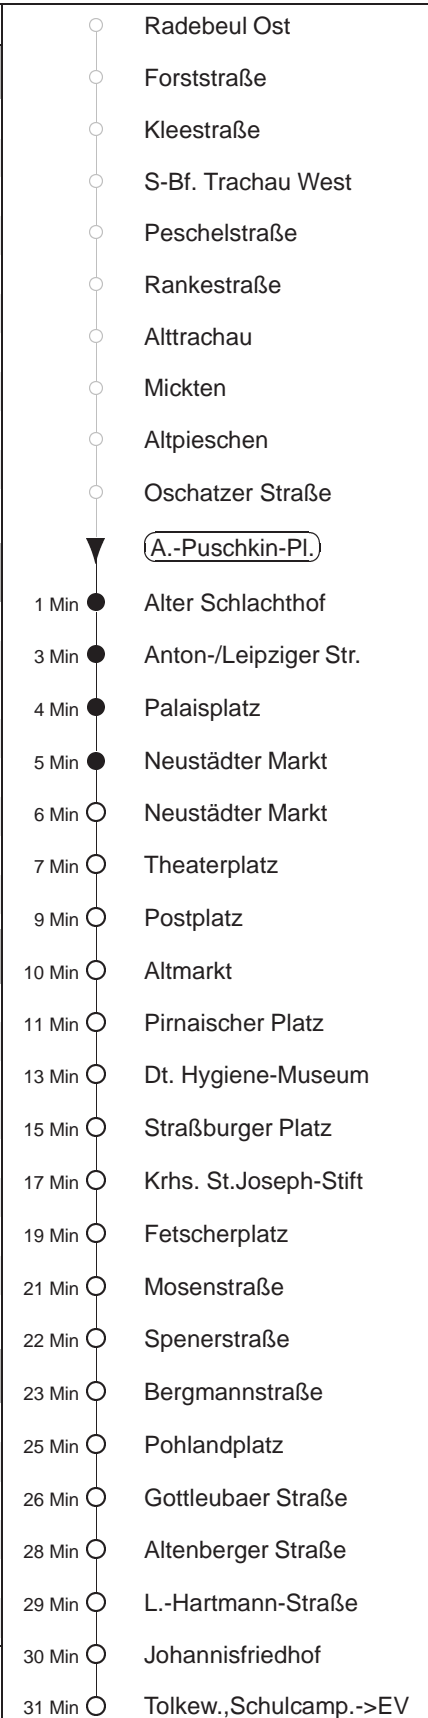 Radebeul Ost
Forststraße
Kleestraße
S-Bf. Trachau West
Peschelstraße
Rankestraße
Alttrachau
Mickten
Altpieschen
Oschatzer Straße
A.-Puschkin-Pl.
1 Min Alter Schlachthof
3 Min Anton-/Leipziger Str.
4 Min Palaisplatz
5 Min Neustädter Markt
6 Min Neustädter Markt
7 Min Theaterplatz
9 Min Postplatz
10 Min Altmarkt
11 Min Pirnaischer Platz
13 Min Dt. Hygiene-Museum
15 Min Straßburger Platz
17 Min Krhs. St.Joseph-Stift
19 Min Fetscherplatz
21 Min Mosenstraße
22 Min Spenerstraße
23 Min Bergmannstraße
25 Min Pohlandplatz
26 Min Gottleubaer Straße
28 Min Altenberger Straße
29 Min L.-Hartmann-Straße
30 Min Johannisfriedhof
31 Min Tolkew.,Schulcamp.->EV